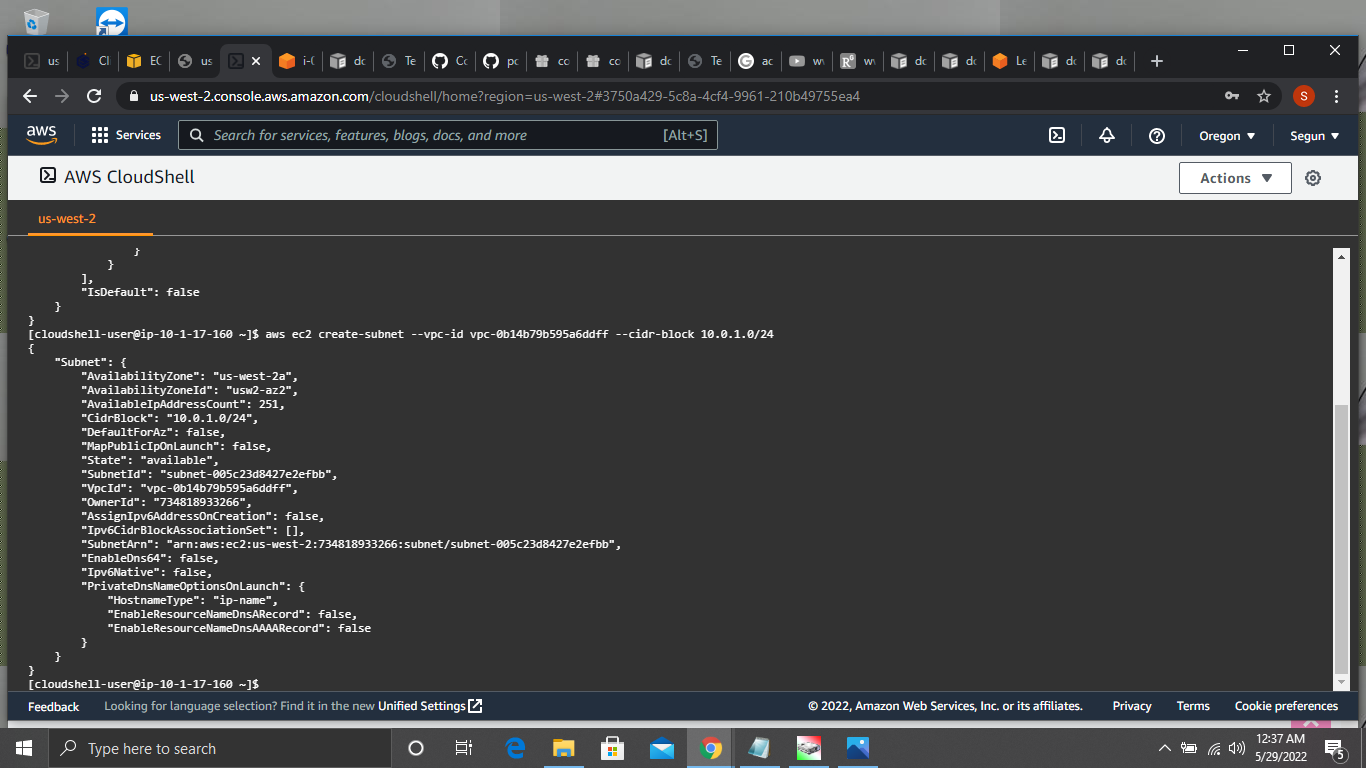 us
Cl
EC
us
i-0
dc
Te
Co
pc
co
co
dc
Te
ac
wv
wv
dc
dc
Le
dc
dc
us-west-2.console.aws.amazon.com/cloudshell/home?region=us-west-2#3750a429-5c8a-4cf4-9961-210b49755ea4
S
aws
Services
Search for services, features, blogs, docs, and more
[Alt+S]
Oregon
Segun
AWS CloudShell
Actions
us-west-2
}
}
],
"IsDefault": false
}
}
[cloudshell-user@ip-10-1-17-160 ~]$ aws ec2 create-subnet --vpc-id vpc-0b14b79b595a6ddff --cidr-block 10.0.1.0/24
{
"Subnet": {
"AvailabilityZone": "us-west-2a",
"AvailabilityZoneId": "usw2-az2",
"AvailableIpAddressCount": 251,
"CidrBlock": "10.0.1.0/24",
"DefaultForAz": false,
"MapPublicIpOnLaunch": false,
"State": "available",
"SubnetId": "subnet-005c23d8427e2efbb",
"VpcId": "vpc-0b14b79b595a6ddff",
"OwnerId": "734818933266",
"AssignIpv6AddressOnCreation": false,
"Ipv6CidrBlockAssociationSet": [],
"SubnetArn": "arn:aws:ec2:us-west-2:734818933266:subnet/subnet-005c23d8427e2efbb",
"EnableDns64": false,
"Ipv6Native": false,
"PrivateDnsNameOptionsOnLaunch": {
"HostnameType": "ip-name",
"EnableResourceNameDnsARecord": false,
"EnableResourceNameDnsAAAARecord": false
}
}
}
[cloudshell-user@ip-10-1-17-160 ~]$
Feedback
Looking for language selection? Find it in the new Unified Settings
© 2022, Amazon Web Services, Inc. or its affiliates.
Privacy
Terms
Cookie preferences
Type here to search
12:37 AM
5/29/2022
5